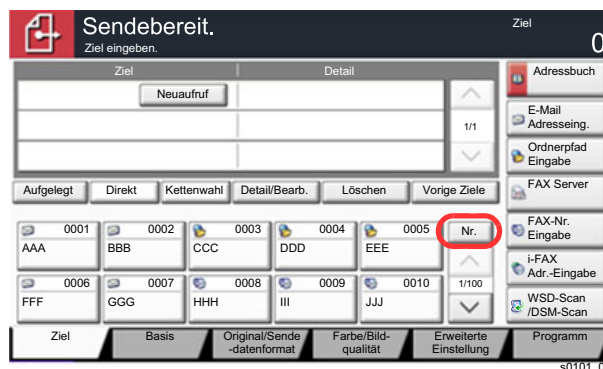 Sendebereit.
Ziel
Ziel eingeben.
0
Ziel Detail
Neuaufruf
1/1
Aufgelegt Direkt Kettenwahl Detail/Bearb. Löschen Vorige Ziele
0001 0002 0003 0004 0005 Nr.
AAA BBB CCC DDD EEE
0006 0007 0008 0009 0010 1/100
FFF GGG HHH III JJJ
Adressbuch
E-Mail
Adresseing.
Ordnerpfad
Eingabe
FAX Server
FAX-Nr.
Eingabe
i-FAX
Adr.-Eingabe
WSD-Scan
/DSM-Scan
Ziel Basis Original/Sende
-datenformat Farbe/Bild-
qualität Erweiterte
Einstellung Programm
s0101_0